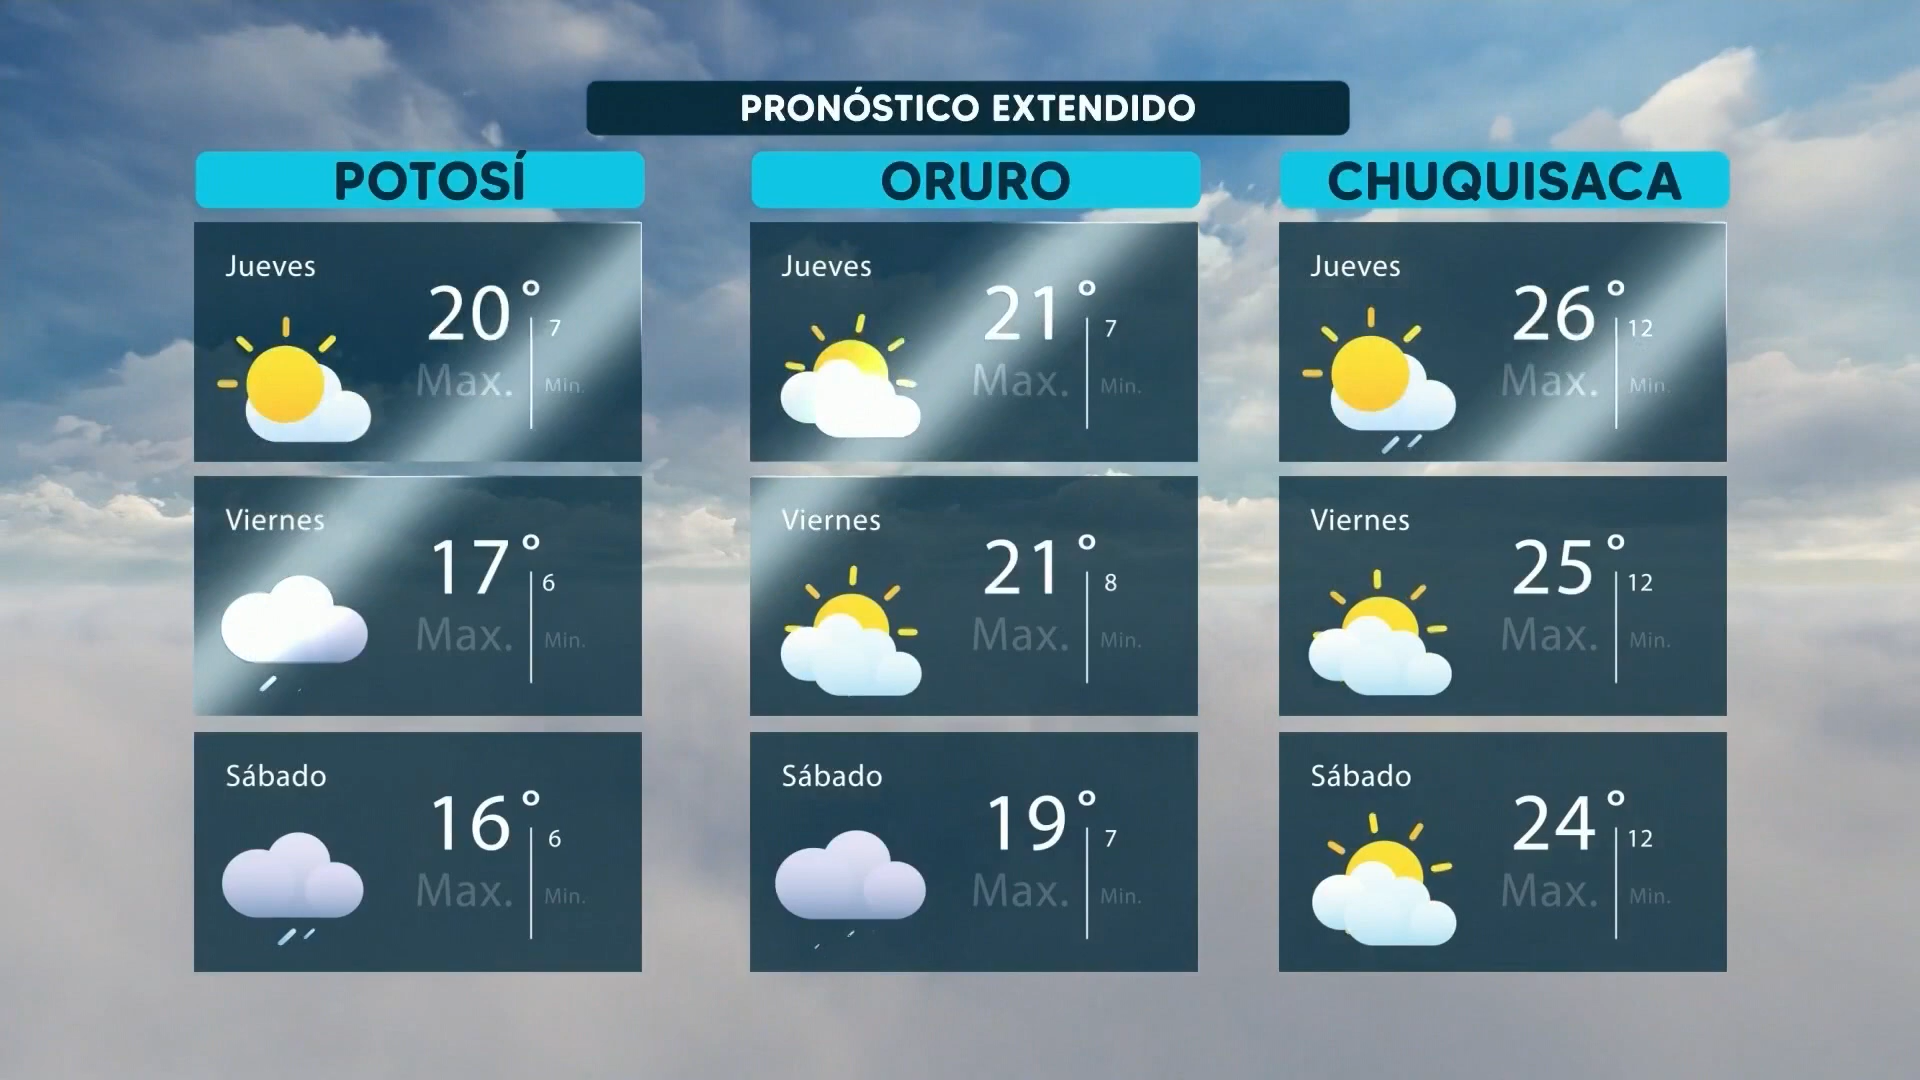 PRONÓSTICO EXTENDIDO
POTOSÍ
Jueves
20°
7
Max.
Min.
Viernes
17°
6
Max.
Min.
Sábado
16°
6
Max.
Min.
ORURO
Jueves
21°
7
Max.
Min.
Viernes
21°
8
Max.
Min.
Sábado
19°
7
Max.
Min.
CHUQUISACA
Jueves
26°
12
Max.
Min.
Viernes
25°
12
Max.
Min.
Sábado
24°
12
Max.
Min.